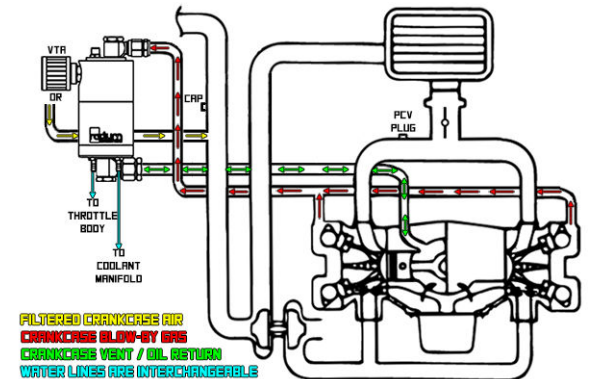 VTA
OR
CAP
PCV
PLUG
radium
TO
THROTTLE
BODY
TO
COOLANT
MANIFOLD
FILTERED CRANKCASE AIR
CRANKCASE BLOW-BY GAS
CRANKCASE VENT / OIL RETURN
WATER LINES ARE INTERCHANGEABLE